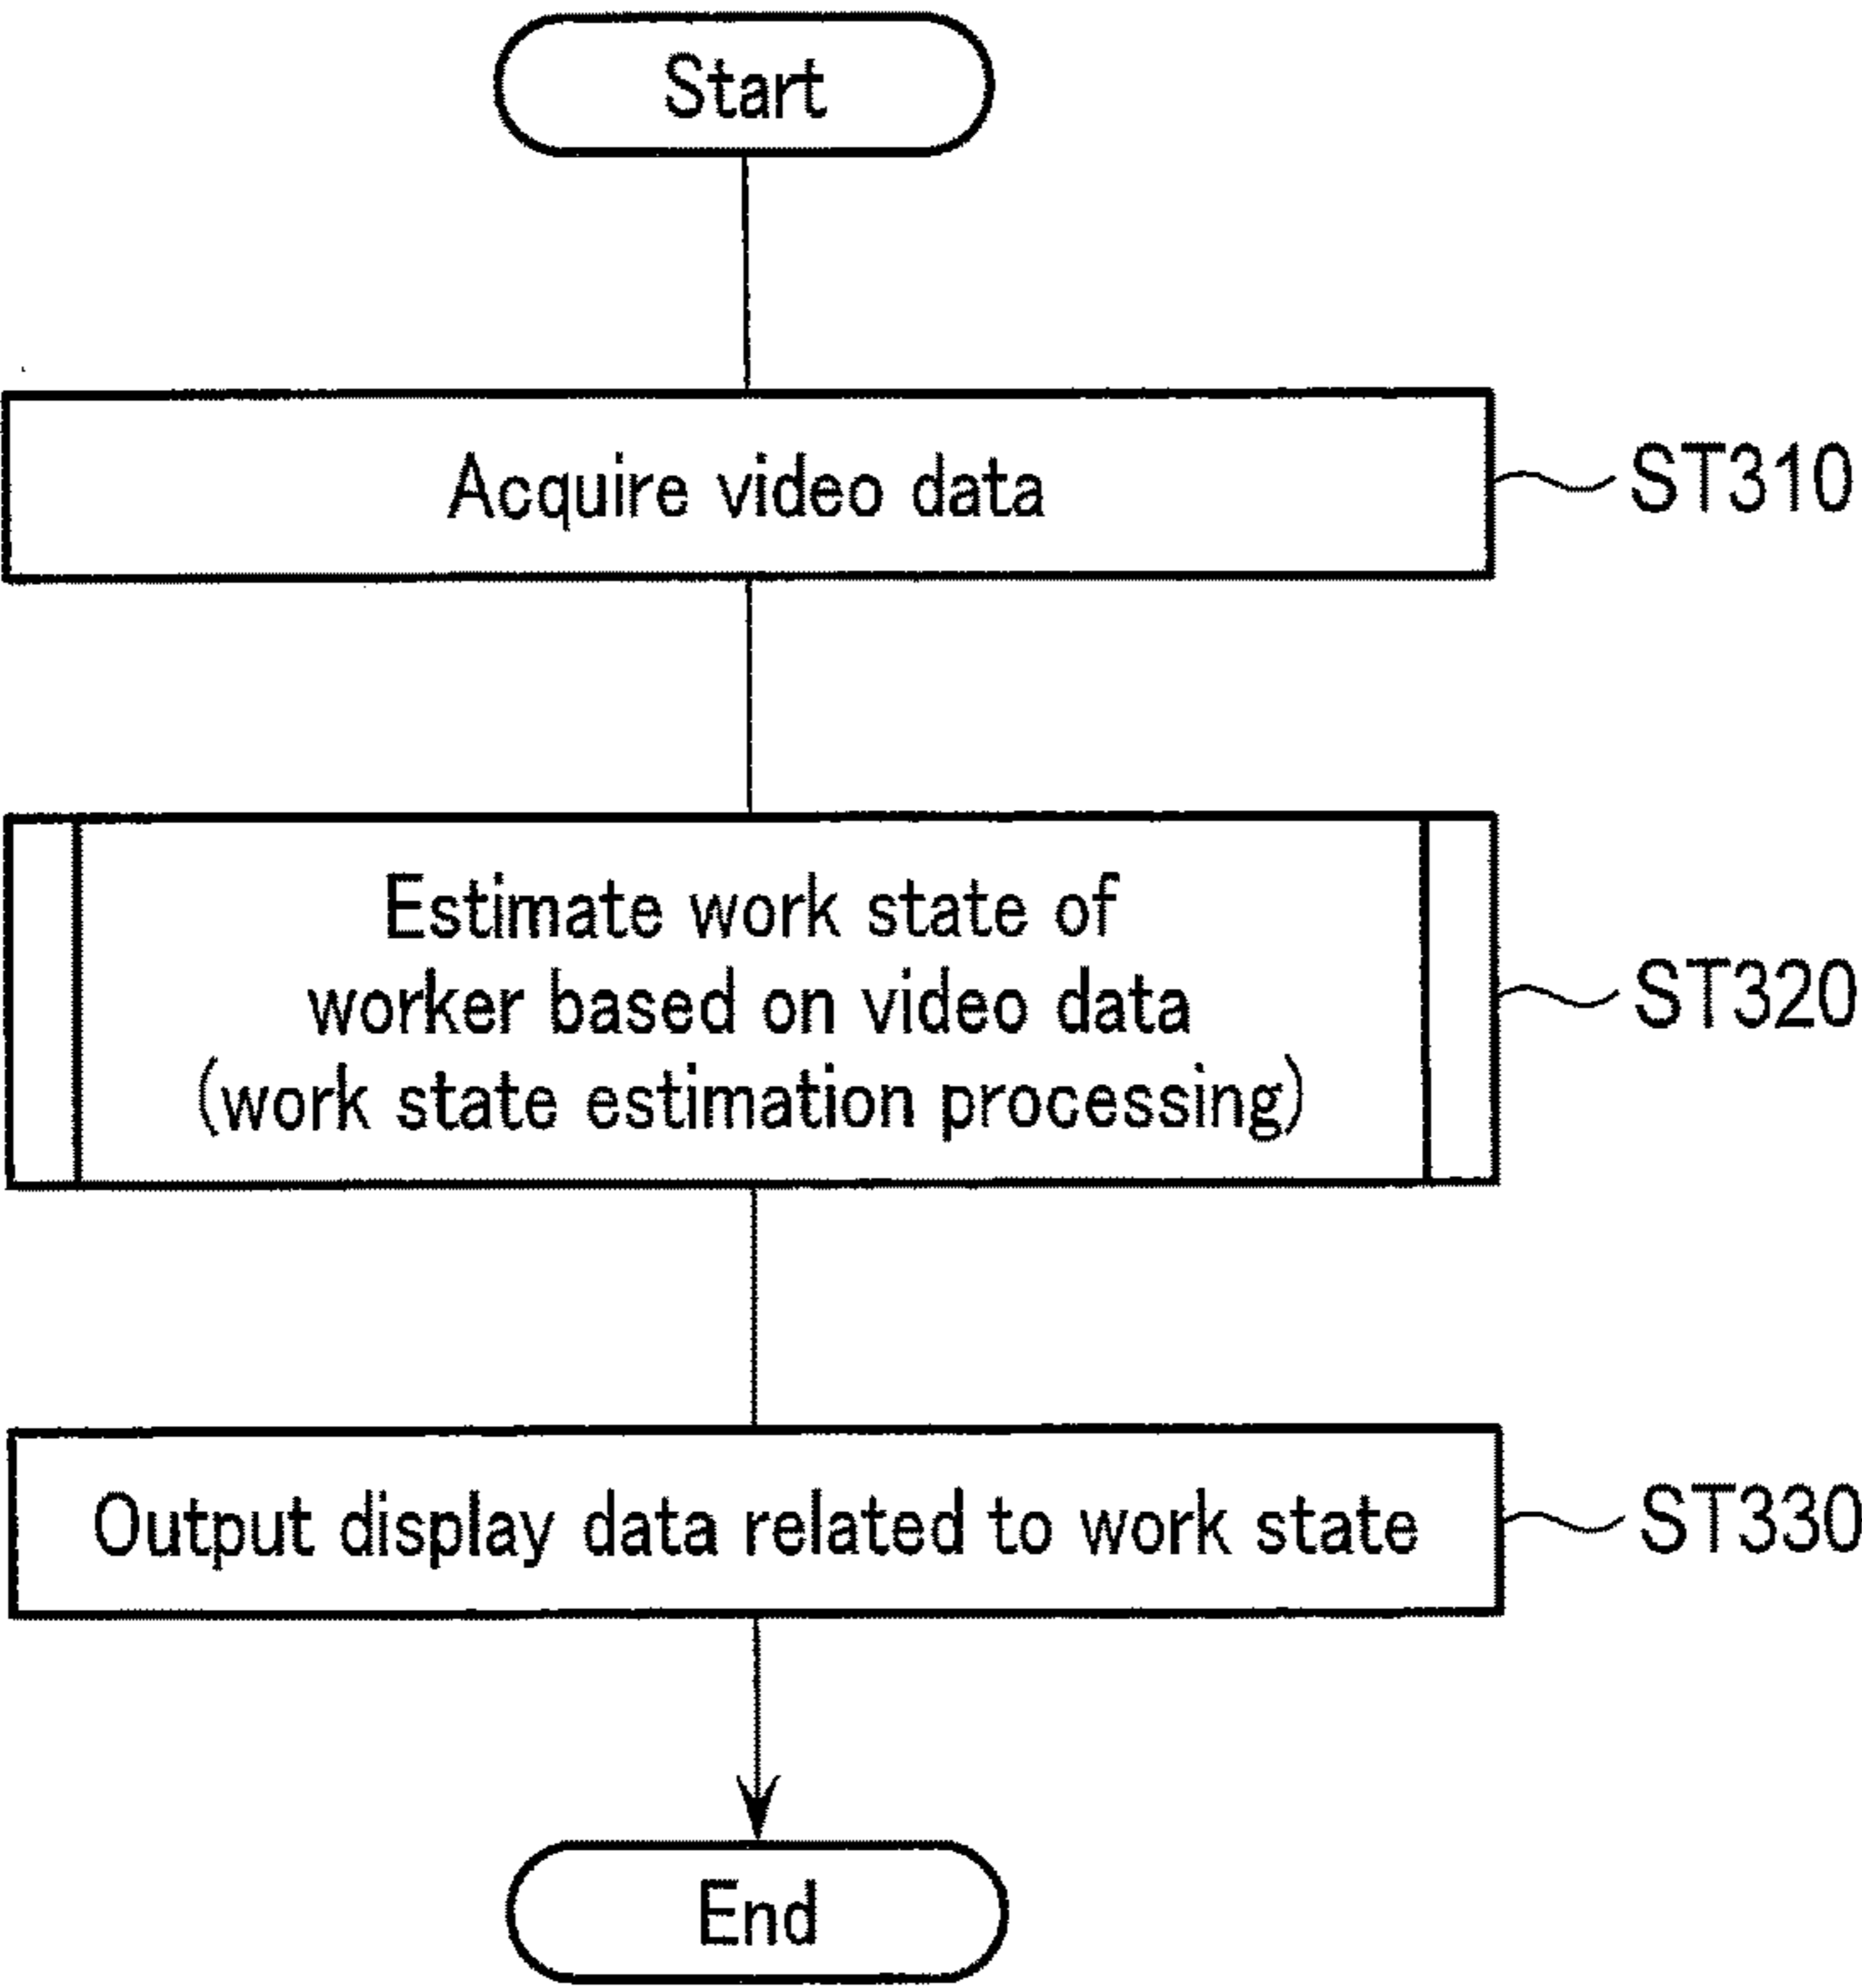 Start
Acquire video data
ST310
Estimate work state of
worker based on video data
(work state estimation processing)
ST320
Output display data related to work state
ST330
End